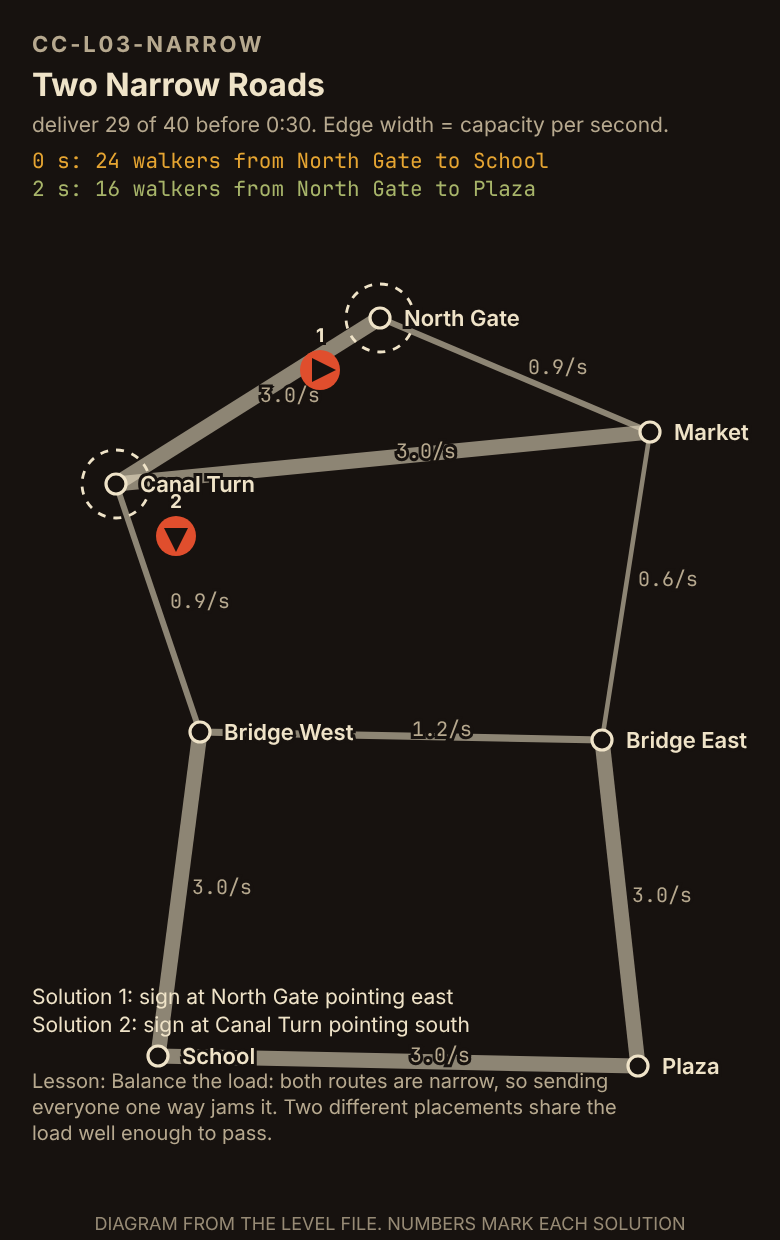 CC-L03-NARROW
Two Narrow Roads
deliver 29 of 40 before 0:30. Edge width = capacity per second.
0 s: 24 walkers from North Gate to School
2 s: 16 walkers from North Gate to Plaza
North Gate
1
0.9/s
3.0/s
Market
3.0/s
Canal Turn
2
0.6/s
0.9/s
Bridge West
1.2/s
Bridge East
3.0/s
3.0/s
Solution 1: sign at North Gate pointing east
Solution 2: sign at Canal Turn pointing south
School
3.0/s
Plaza
Lesson: Balance the load: both routes are narrow, so sending
everyone one way jams it. Two different placements share the
load well enough to pass.
DIAGRAM FROM THE LEVEL FILE. NUMBERS MARK EACH SOLUTION